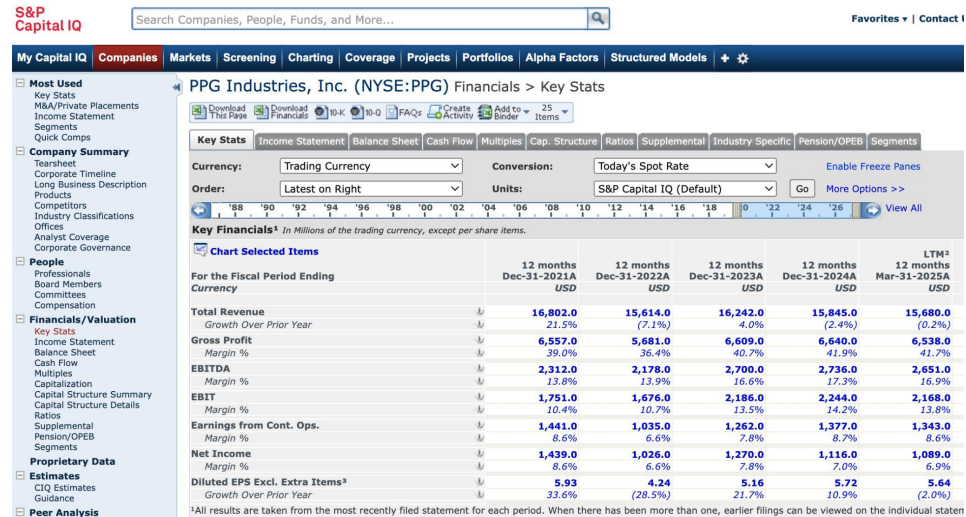 S&P
Capital IQ
Search Companies, People, Funds, and More...
Favorites ▾ | Contact
My Capital IQ Companies Markets Screening Charting Coverage Projects Portfolios Alpha Factors Structured Models
Most Used
Key Stats
M&A/Private Placements
Income Statement
Segments
Quick Comps
Company Summary
Tearsheet
Corporate Timeline
Long Business Description
Products
Competitors
Industry Classifications
Offices
Analyst Coverage
Corporate Governance
People
Professionals
Board Members
Committees
Compensation
Financials/Valuation
Key Stats
Income Statement
Balance Sheet
Cash Flow
Multiples
Capitalization
Capital Structure Summary
Capital Structure Details
Ratios
Supplemental
Pension/OPEB
Segments
Proprietary Data
Estimates
CIQ Estimates
Guidance
Peer Analysis
PPG Industries, Inc. (NYSE:PPG) Financials > Key Stats
Download This Page Download Financials 10-K 10-Q FAQs Create Activity Add to Binder 25 Items
Key Stats Income Statement Balance Sheet Cash Flow Multiples Cap. Structure Ratios Supplemental Industry Specific Pension/OPEB Segments
Currency: Trading Currency Conversion: Today's Spot Rate Enable Freeze Panes
Order: Latest on Right Units: S&P Capital IQ (Default) Go More Options >>
'88 '90 '92 '94 '96 '98 '00 '02 '04 '06 '08 '10 '12 '14 '16 '18 '22 '24 '26 View All
Key Financials¹ In Millions of the trading currency, except per share items.
Chart Selected Items
For the Fiscal Period Ending 12 months Dec-31-2021A 12 months Dec-31-2022A 12 months Dec-31-2023A 12 months Dec-31-2024A LTM² 12 months Mar-31-2025A
Currency USD USD USD USD USD
Total Revenue 16,802.0 15,614.0 16,242.0 15,845.0 15,680.0
Growth Over Prior Year 21.5% (7.1%) 4.0% (2.4%) (0.2%)
Gross Profit 6,557.0 5,681.0 6,609.0 6,640.0 6,538.0
Margin % 39.0% 36.4% 40.7% 41.9% 41.7%
EBITDA 2,312.0 2,178.0 2,700.0 2,736.0 2,651.0
Margin % 13.8% 13.9% 16.6% 17.3% 16.9%
EBIT 1,751.0 1,676.0 2,186.0 2,244.0 2,168.0
Margin % 10.4% 10.7% 13.5% 14.2% 13.8%
Earnings from Cont. Ops. 1,441.0 1,035.0 1,262.0 1,377.0 1,343.0
Margin % 8.6% 6.6% 7.8% 8.7% 8.6%
Net Income 1,439.0 1,026.0 1,270.0 1,116.0 1,089.0
Margin % 8.6% 6.6% 7.8% 7.0% 6.9%
Diluted EPS Excl. Extra Items³ 5.93 4.24 5.16 5.72 5.64
Growth Over Prior Year 33.6% (28.5%) 21.7% 10.9% (2.0%)
¹All results are taken from the most recently filed statement for each period. When there has been more than one, earlier filings can be viewed on the individual